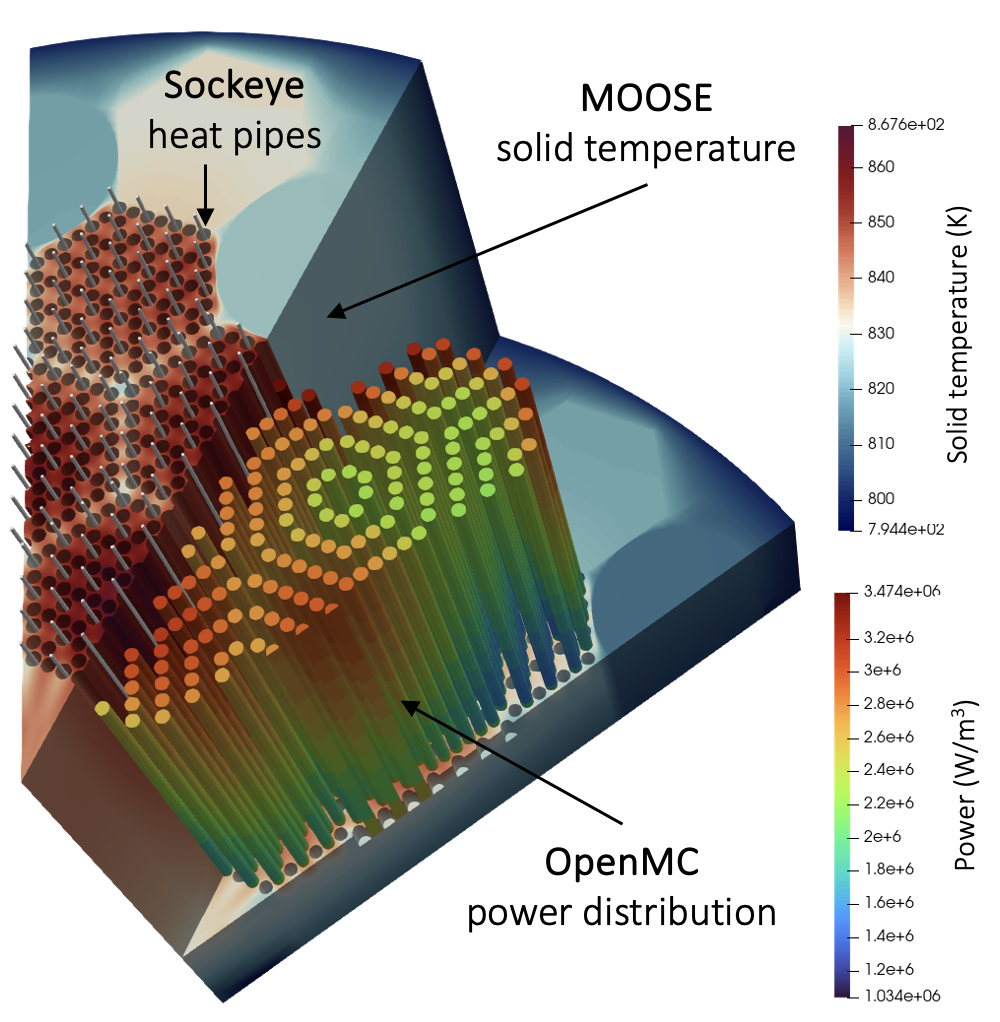 Sockeye
heat pipes
MOOSE
solid temperature
8.676e+02
860
850
840
830
820
810
800
7.944e+02
Solid temperature (K)
3.474e+06
3.2e+6
3e+6
2.8e+6
2.6e+6
2.4e+6
2.2e+6
2e+6
1.8e+6
1.6e+6
1.4e+6
1.2e+6
1.034e+06
Power (W/m³)
OpenMC
power distribution